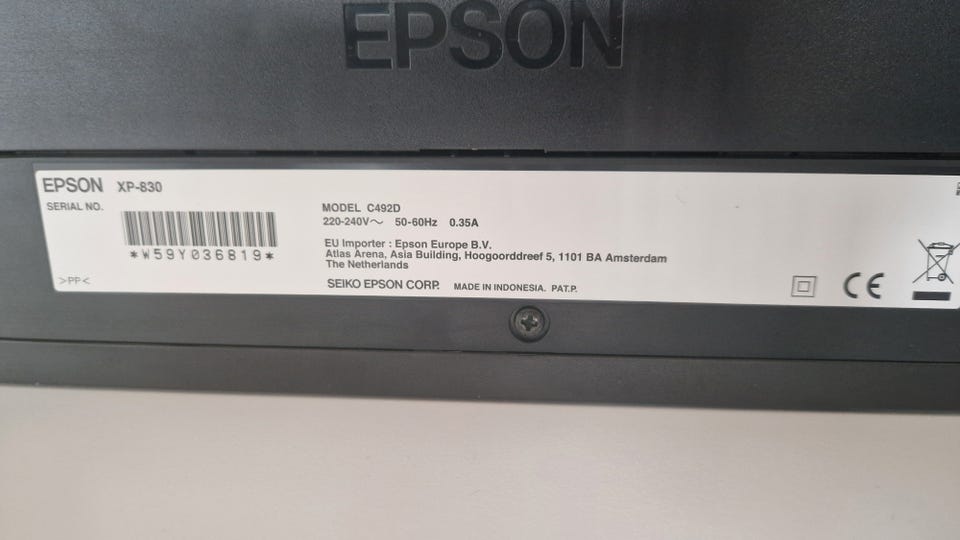 EPSON
EPSON XP-830
SERIAL NO.
*W59Y036819*
>PP<
MODEL C492D
220-240V～ 50-60Hz 0.35A
EU Importer : Epson Europe B.V.
Atlas Arena, Asia Building, Hoogoorddreef 5, 1101 BA Amsterdam
The Netherlands
SEIKO EPSON CORP. MADE IN INDONESIA. PAT.P.
CE